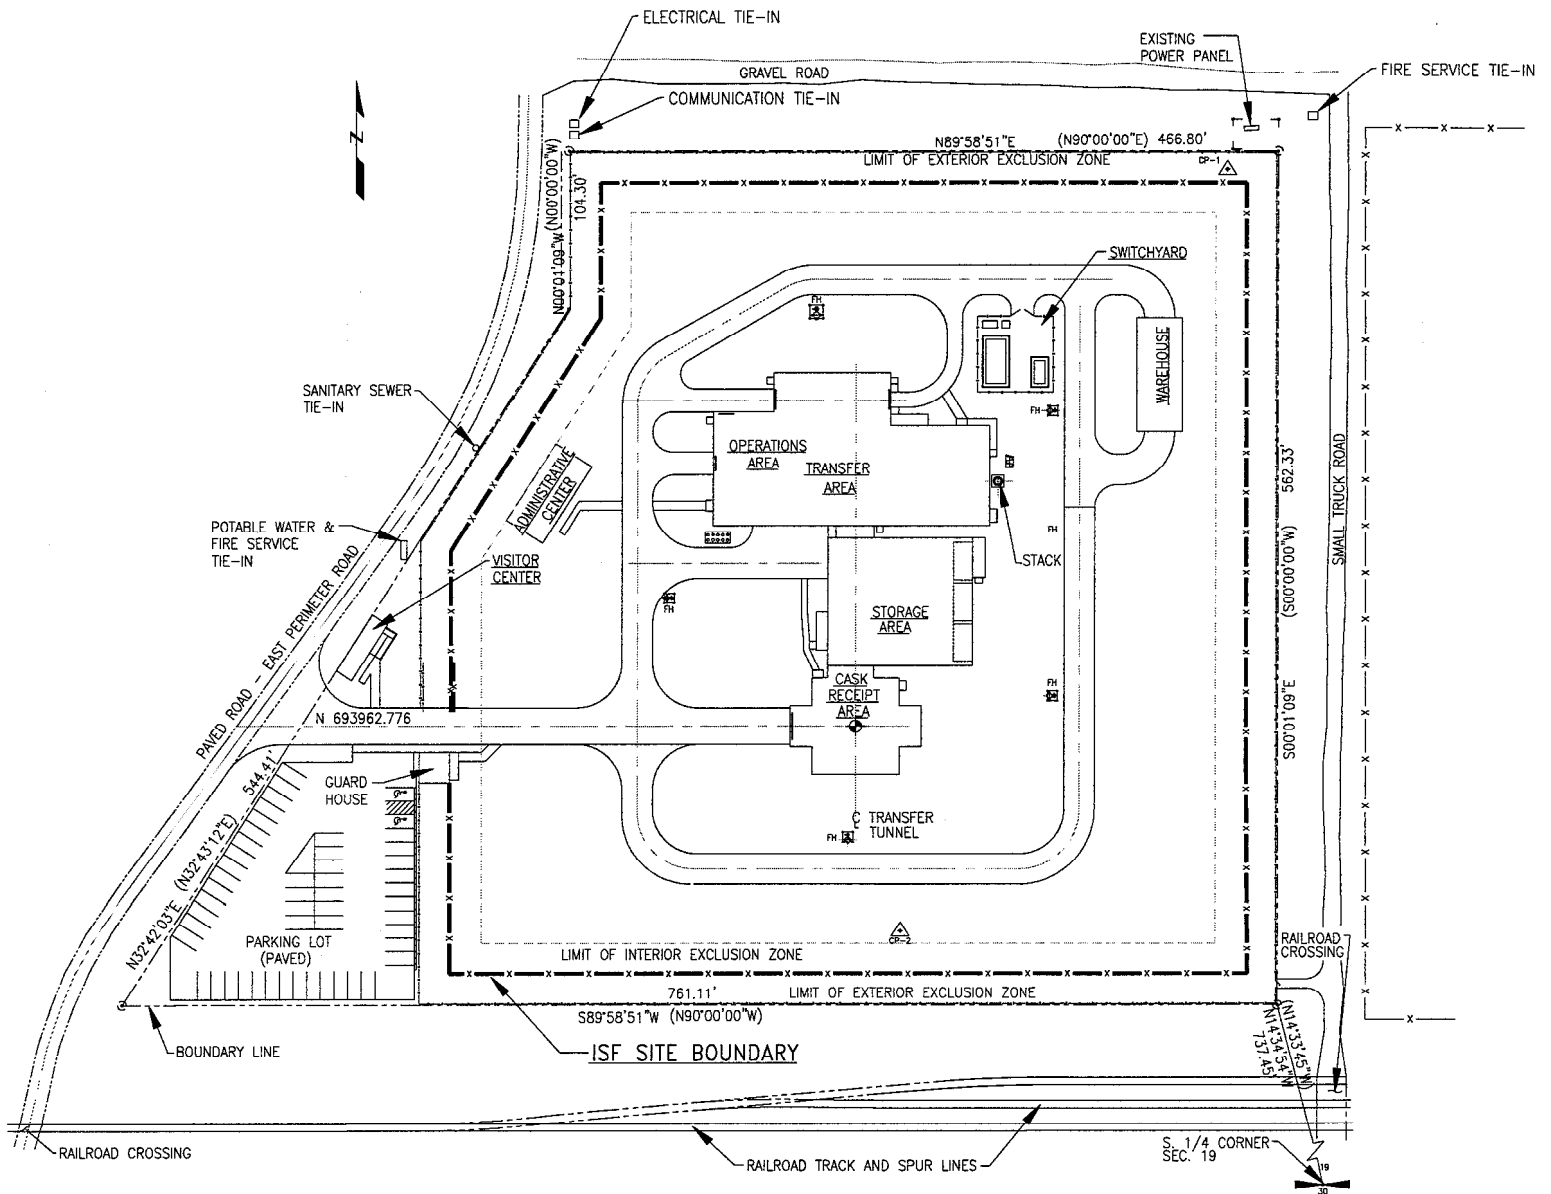 ELECTRICAL TIE-IN
EXISTING
POWER PANEL
GRAVEL ROAD
FIRE SERVICE TIE-IN
COMMUNICATION TIE-IN
N
N89°58'51"E (N90°00'00"E) 466.80'
LIMIT OF EXTERIOR EXCLUSION ZONE
CP-1
N00°01'09"W (N00°00'00"W)
104.30'
SWITCHYARD
FH
WAREHOUSE
SANITARY SEWER
TIE-IN
FH
OPERATIONS
AREA
TRANSFER
AREA
ADMINISTRATIVE
CENTER
SMALL TRUCK ROAD
S00°01'09"E (S00°00'00"W) 562.33'
POTABLE WATER &
FIRE SERVICE
TIE-IN
FH
STACK
VISITOR
CENTER
PAVED ROAD - EAST PERIMETER ROAD
FH
STORAGE
AREA
CASK
RECEIPT
AREA
FH
N 693962.776
GUARD
HOUSE
N32°42'03"E (N32°43'12"E) 544.41'
C TRANSFER
L TUNNEL
FH
PARKING LOT
(PAVED)
CP-2
LIMIT OF INTERIOR EXCLUSION ZONE
RAILROAD
CROSSING
761.11' LIMIT OF EXTERIOR EXCLUSION ZONE
S89°58'51"W (N90°00'00"W)
(N14°33'45"W)
N14°34'54"W
737.45'
BOUNDARY LINE
ISF SITE BOUNDARY
RAILROAD CROSSING
RAILROAD TRACK AND SPUR LINES
S. 1/4 CORNER
SEC. 19
19
30